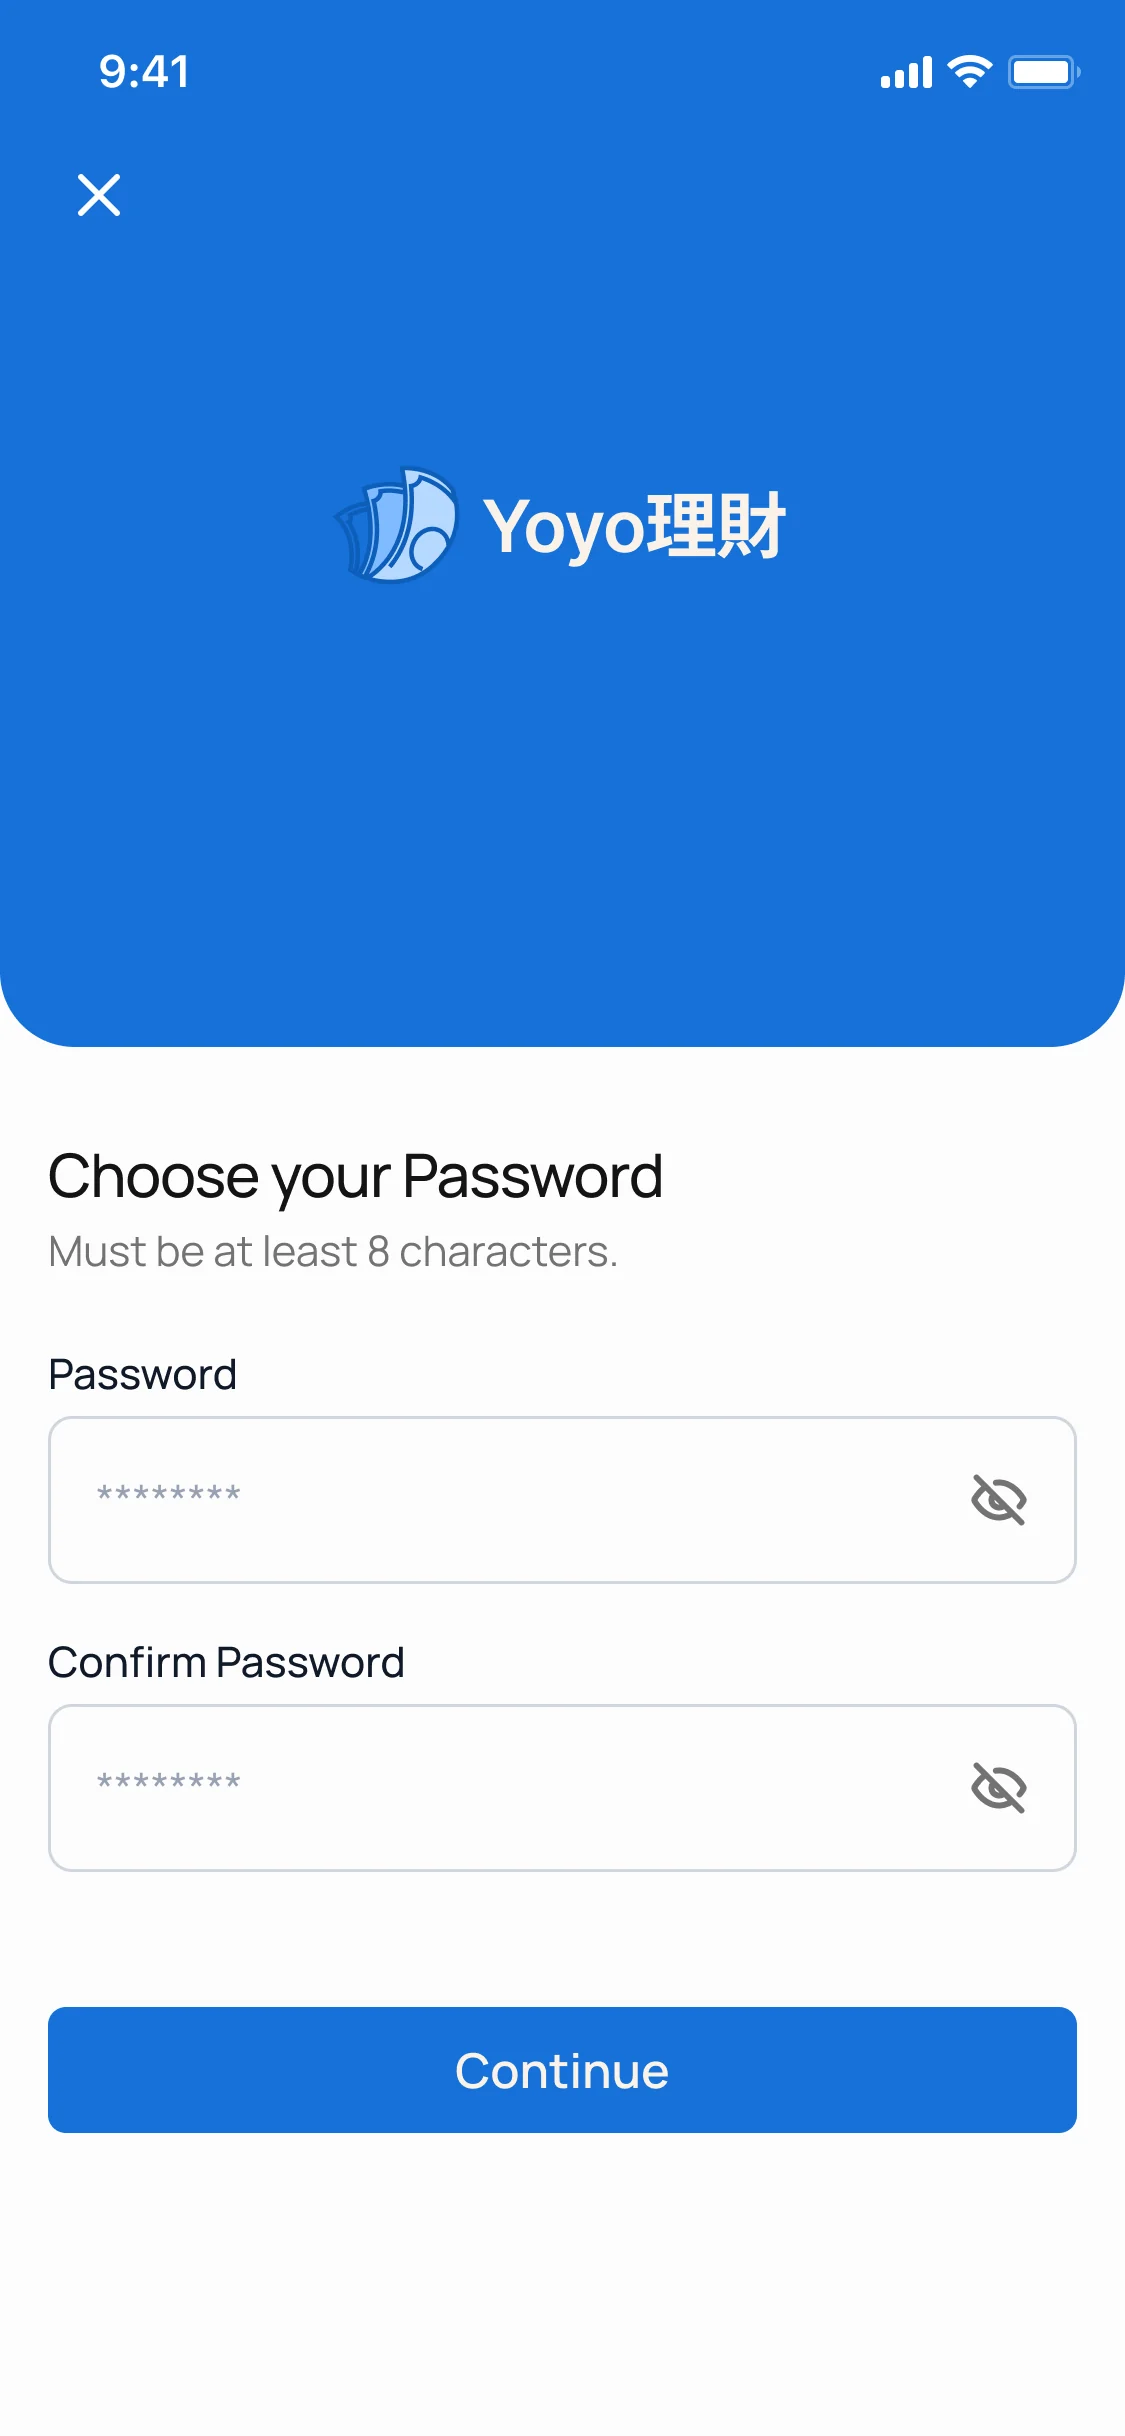 9:41
Yoyo理財
Choose your Password
Must be at least 8 characters.
Password
********
Confirm Password
********
Continue